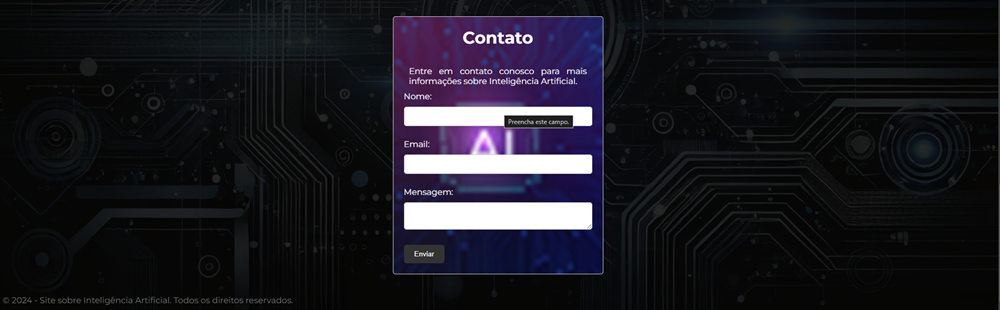 Contato
Entre em contato conosco para mais
informações sobre Inteligência Artificial.
Nome:
Preencha este campo.
AI
Email:
Mensagem:
Enviar
© 2024 - Site sobre Inteligência Artificial. Todos os direitos reservados.